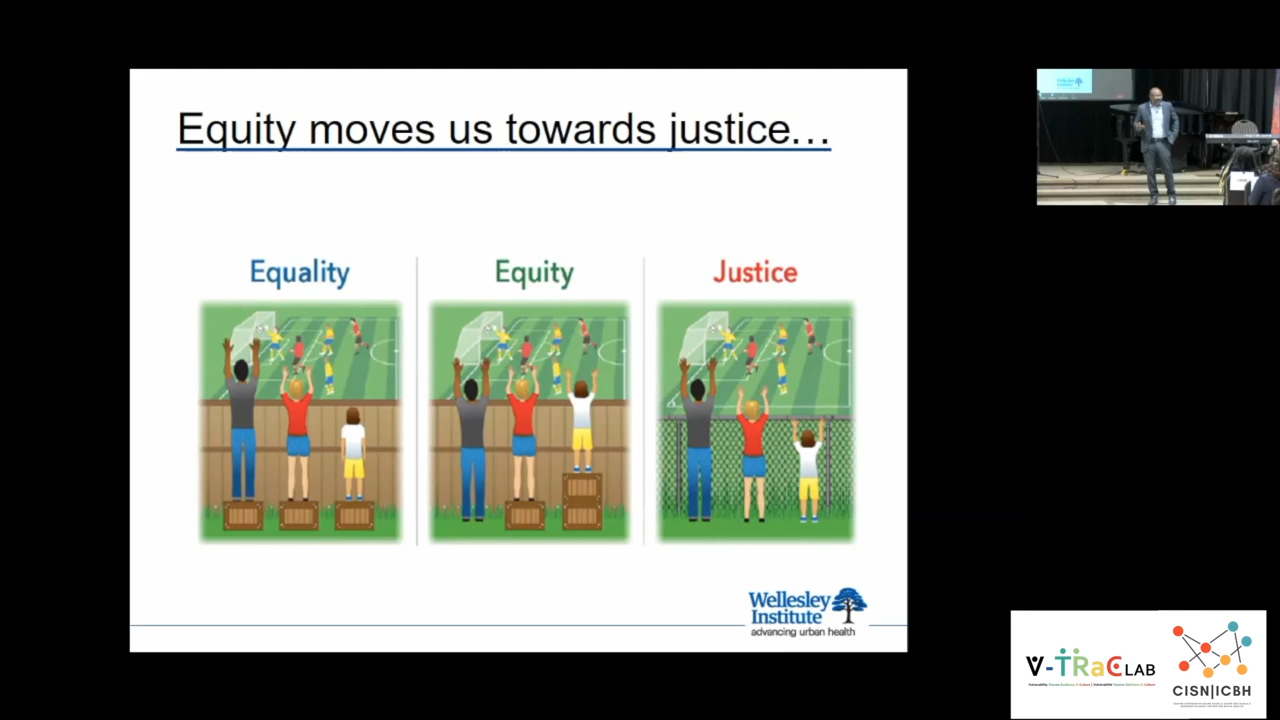 Equity moves us towards justice...
Equality
Equity
Justice
Wellesley
Institute
advancing urban health
V-TRaC LAB
CISN|ICBH